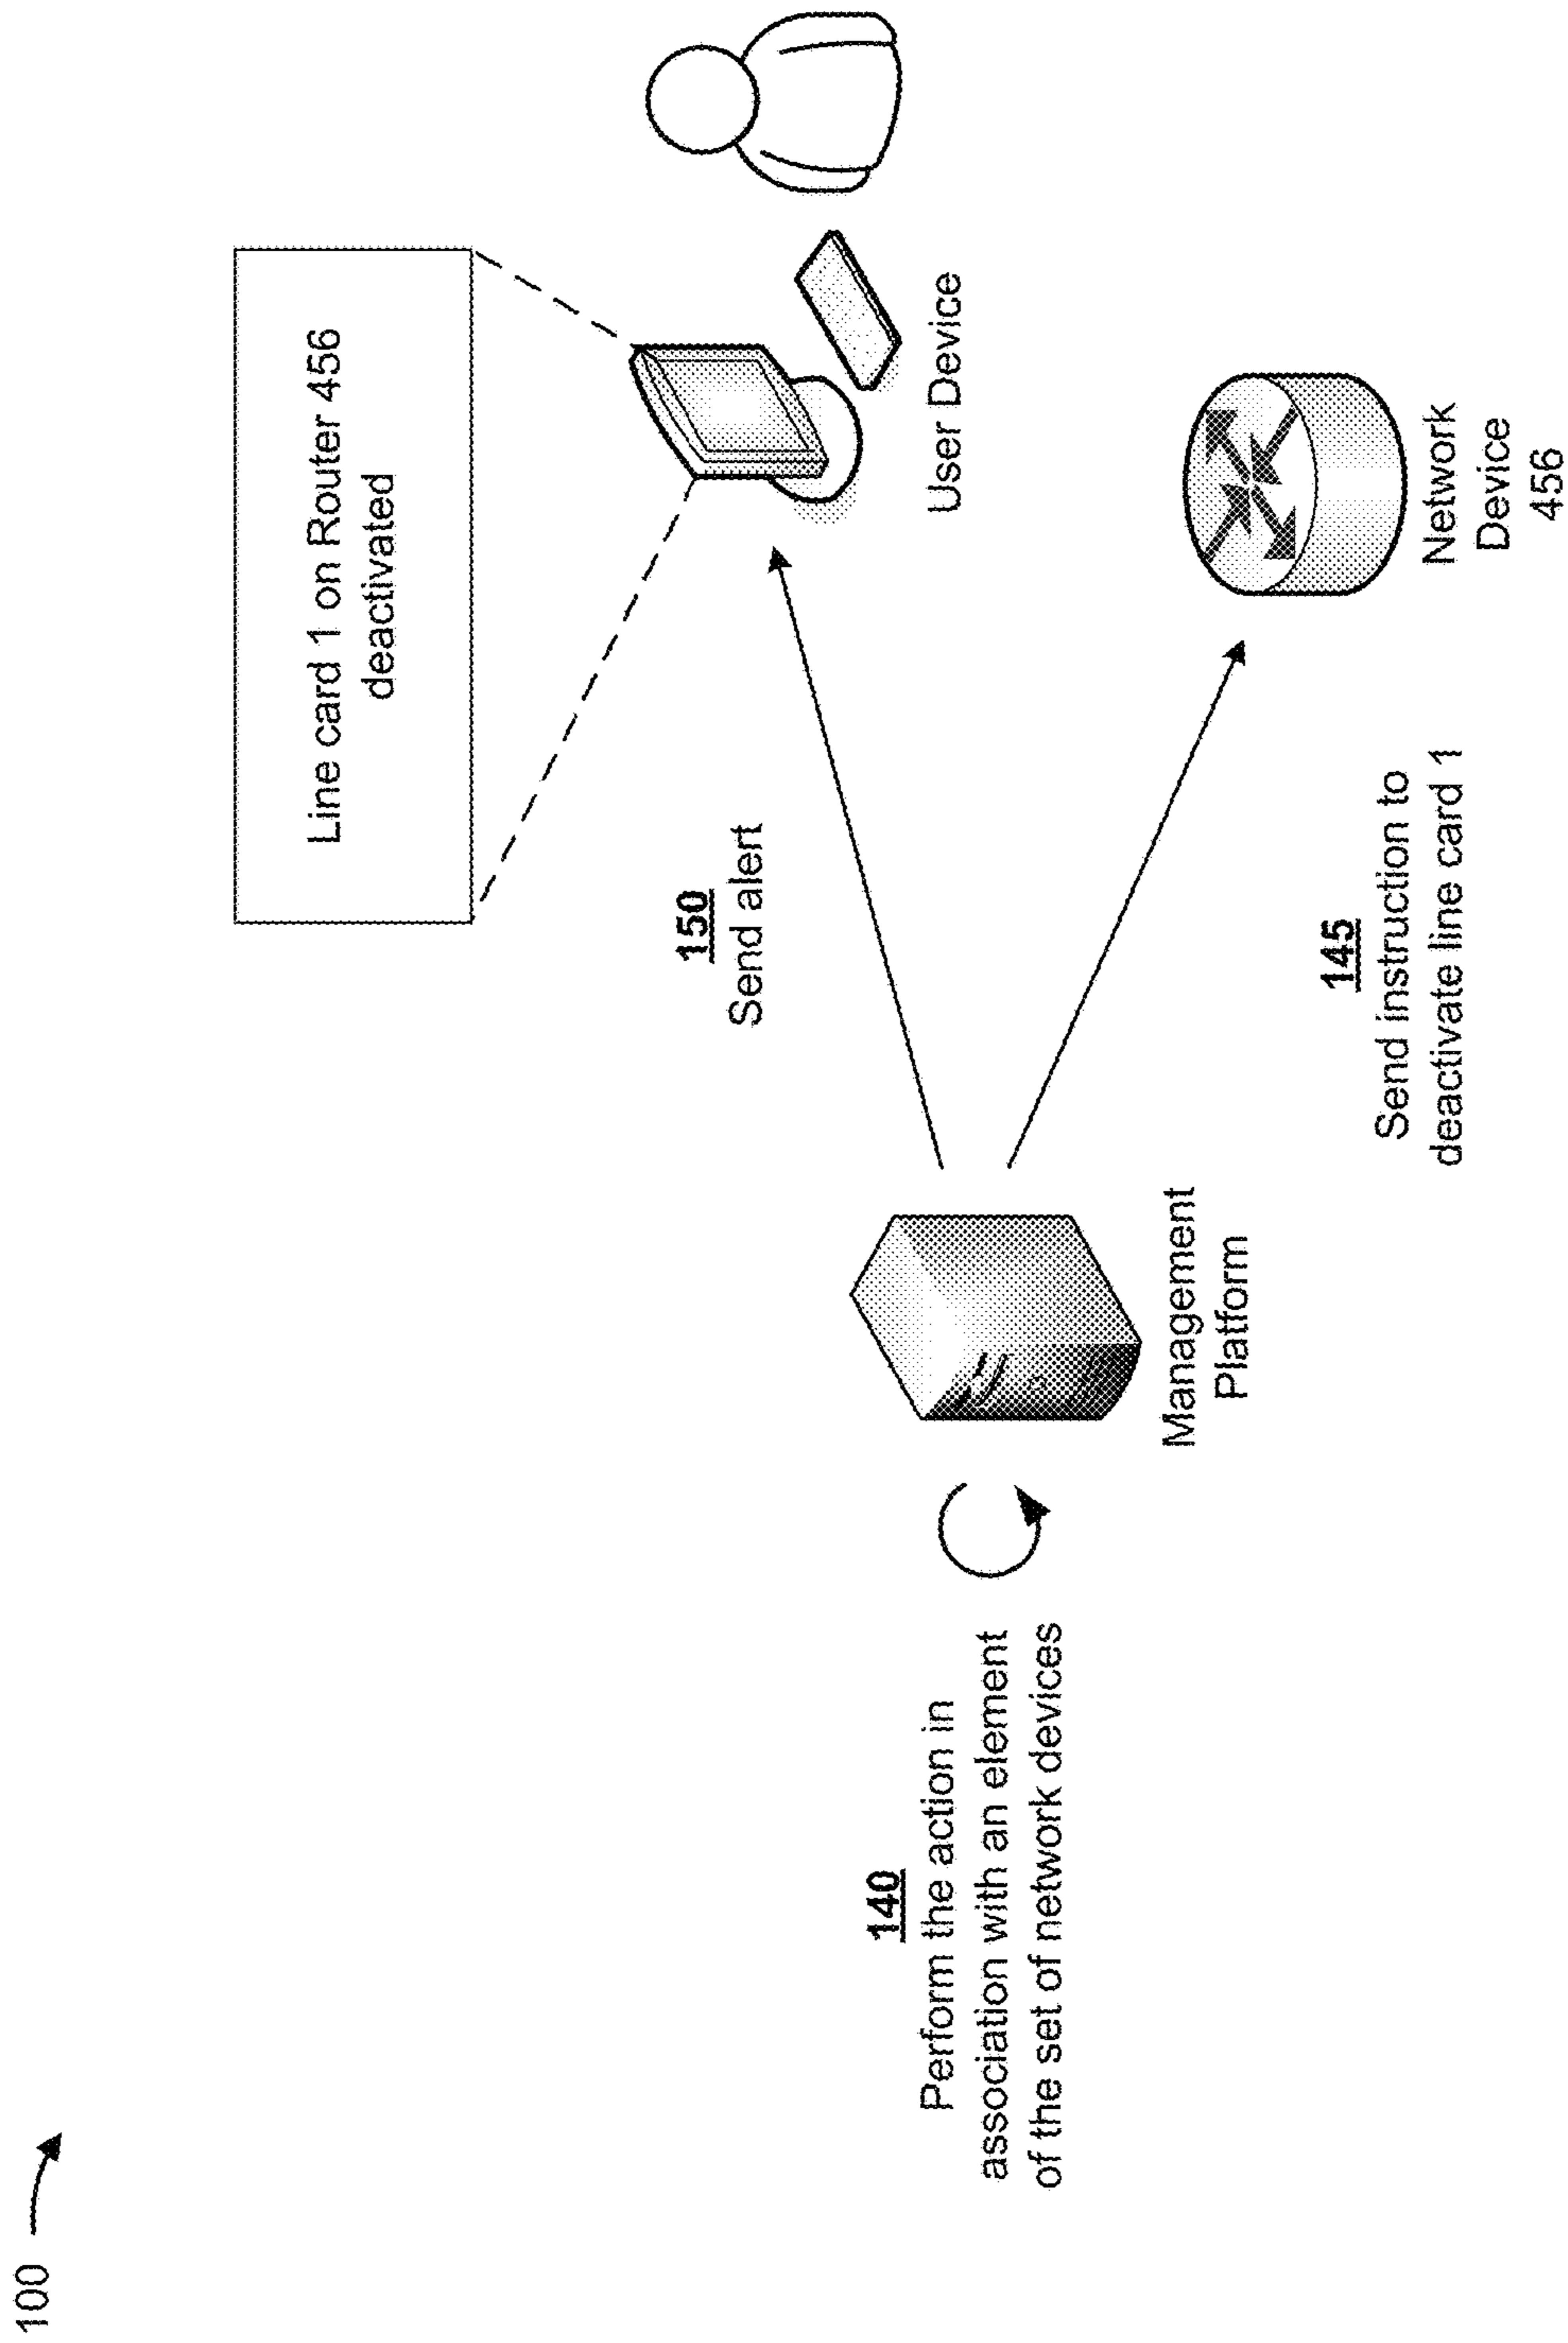 100
140
Perform the action in
association with an element
of the set of network devices
Management
Platform
150
Send alert
145
Send instruction to
deactivate line card 1
Line card 1 on Router 456
deactivated
User Device
Network
Device
456